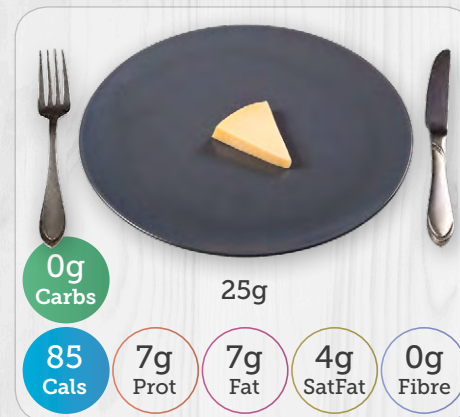 0g
Carbs
25g
85
Cals
7g
Prot
7g
Fat
4g
SatFat
0g
Fibre